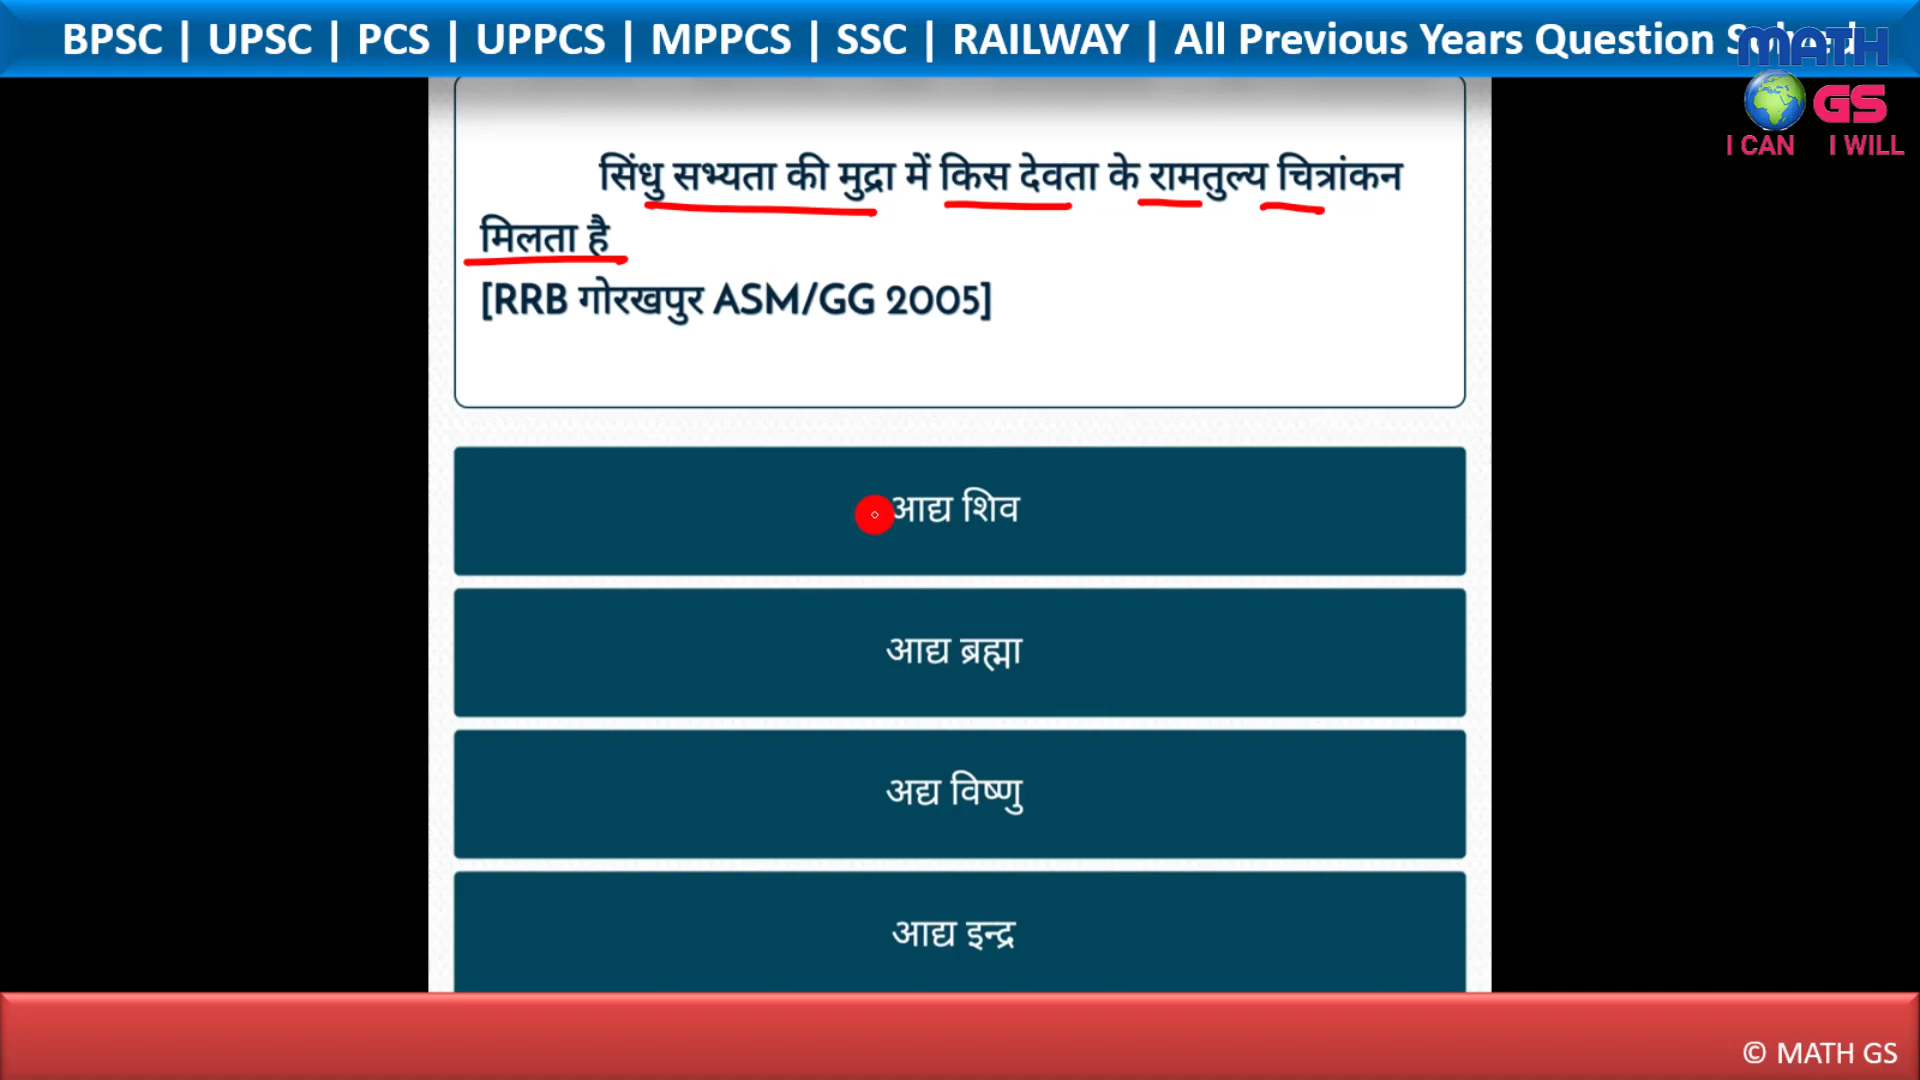 BPSC | UPSC | PCS | UPPCS | MPPCS | SSC | RAILWAY | All Previous Years Question
MATH
GS
I CAN I WILL
सिंधु सभ्यता की मुद्रा में किस देवता के रामतुल्य चित्रांकन
मिलता है
[RRB गोरखपुर ASM/GG 2005]
आद्य शिव
आद्य ब्रह्मा
अद्य विष्णु
आद्य इन्द्र
© MATH GS